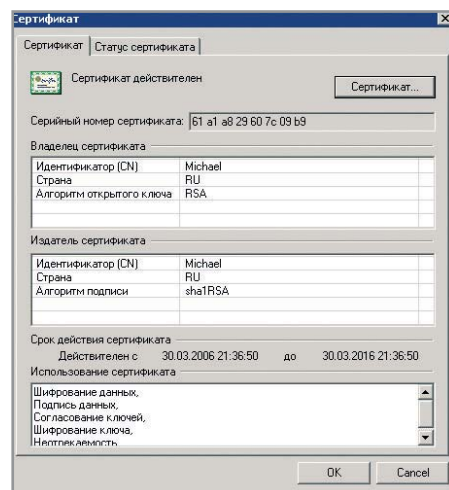 Сертификат
Сертификат Статус сертификата
Сертификат действителен
Сертификат...
Серийный номер сертификата: 61 a1 a8 29 60 7c 09 b9
Владелец сертификата
Идентификатор (CN) Michael
Страна RU
Алгоритм открытого ключа RSA
Издатель сертификата
Идентификатор (CN) Michael
Страна RU
Алгоритм подписи sha1RSA
Срок действия сертификата
Действителен с 30.03.2006 21:36:50 до 30.03.2016 21:36:50
Использование сертификата
Шифрование данных,
Подпись данных,
Согласование ключей,
Шифрование ключа,
Неотрекаемость
OK Cancel